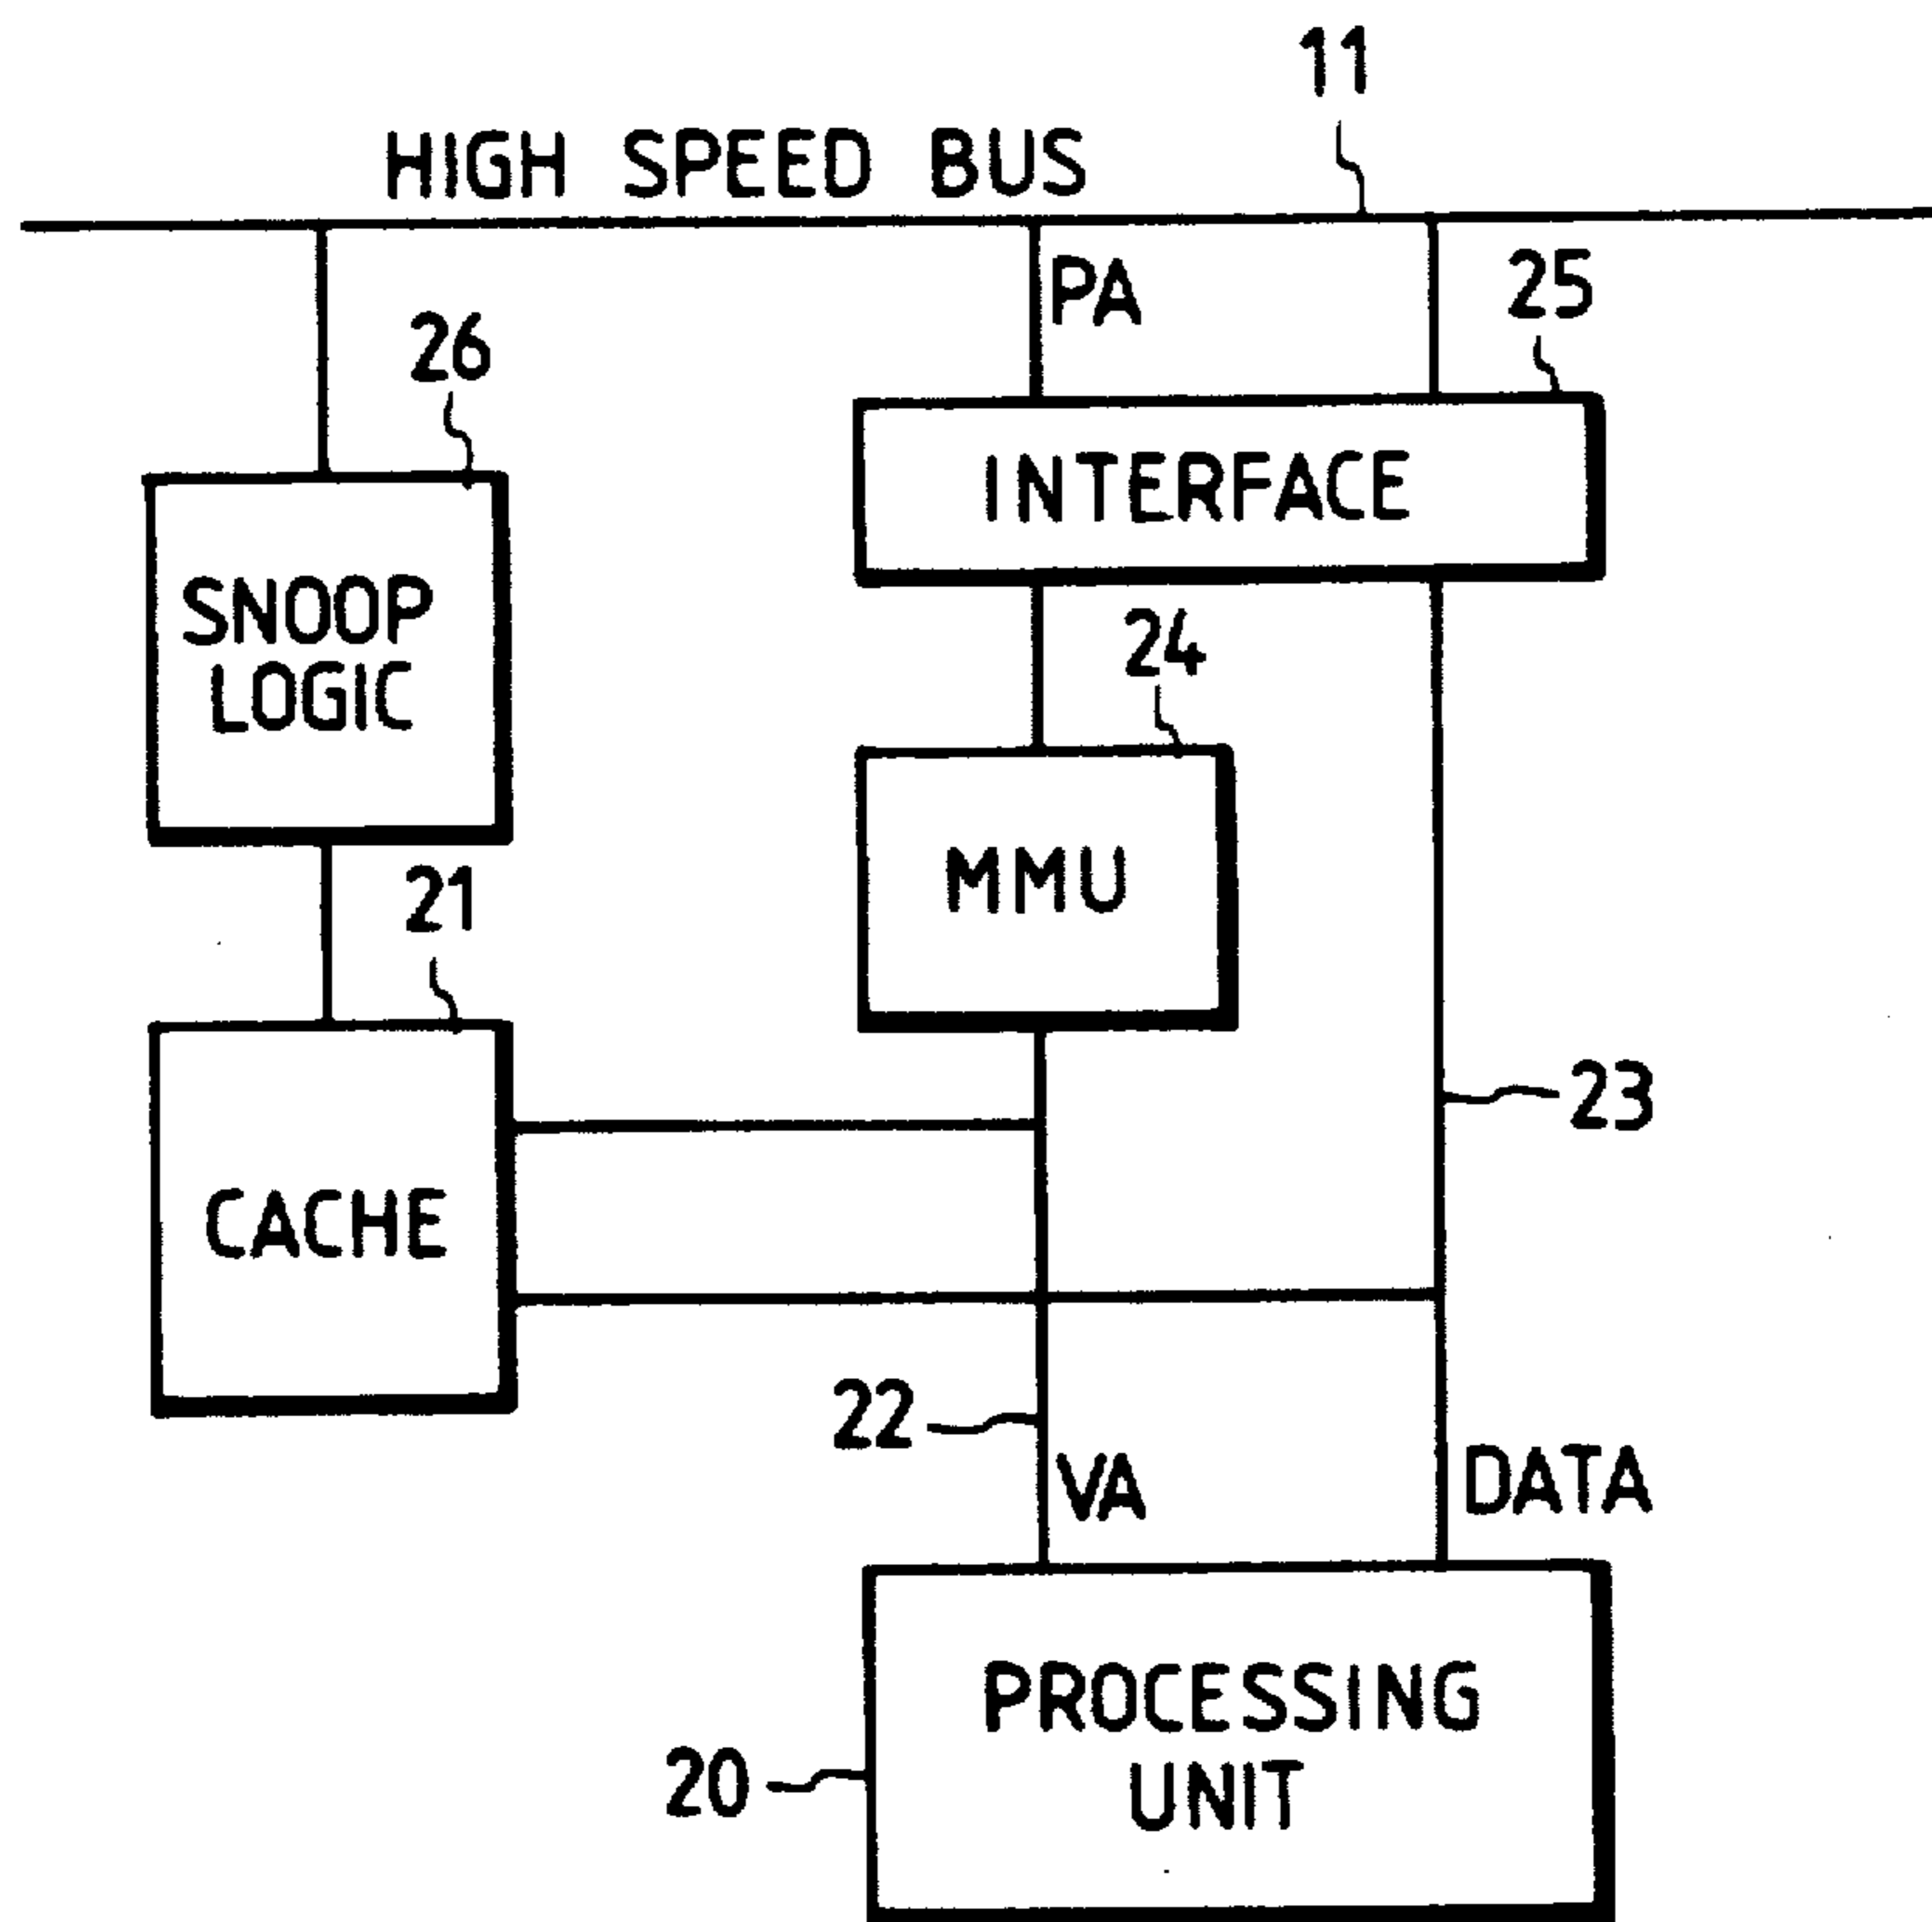 11
HIGH SPEED BUS
PA
25
26
INTERFACE
SNOOP
LOGIC
24
MMU
21
23
CACHE
22
VA
DATA
PROCESSING
UNIT
20